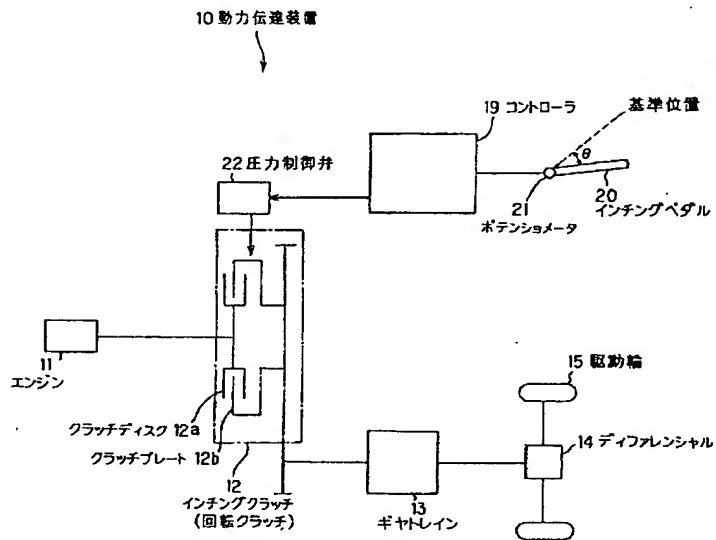 10 動力伝達装置
19 コントローラ
基準位置
θ
20
インチングペダル
21
ポテンショメータ
22 圧力制御弁
11
エンジン
クラッチディスク 12a
クラッチプレート 12b
12
インチングクラッチ
(回転クラッチ)
13
ギヤトレイン
15 駆動輪
14 ディファレンシャル